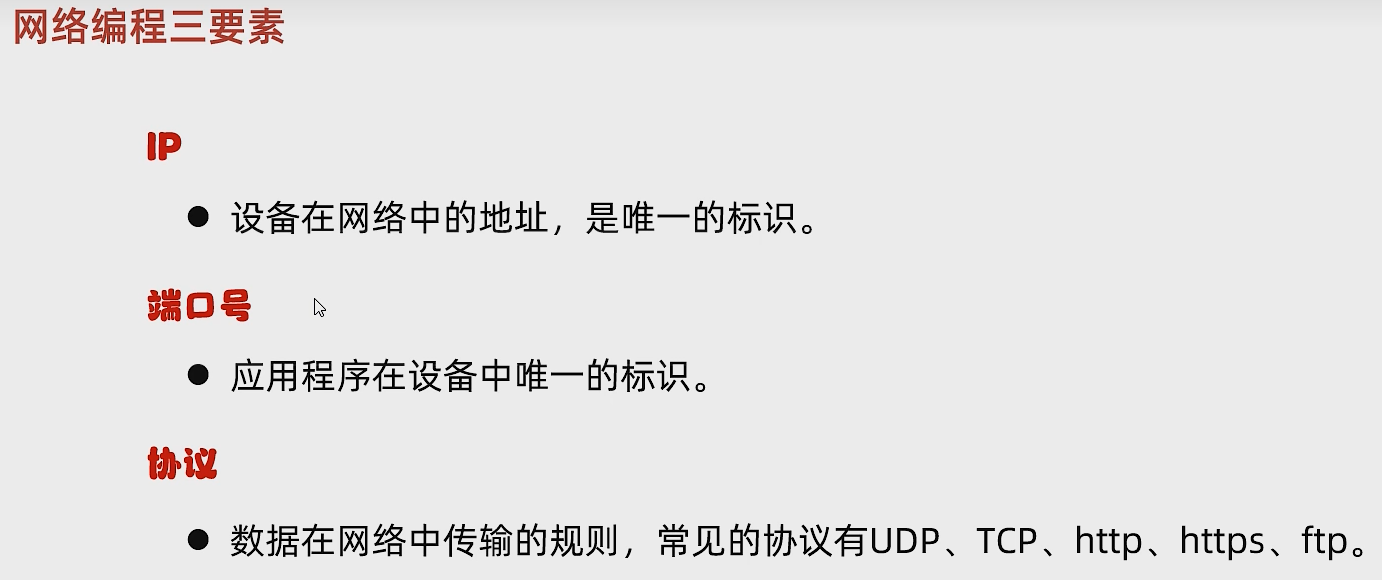 网络编程三要素
IP
● 设备在网络中的地址，是唯一的标识。
端口号
● 应用程序在设备中唯一的标识。
协议
● 数据在网络中传输的规则，常见的协议有UDP、TCP、http、https、ftp。